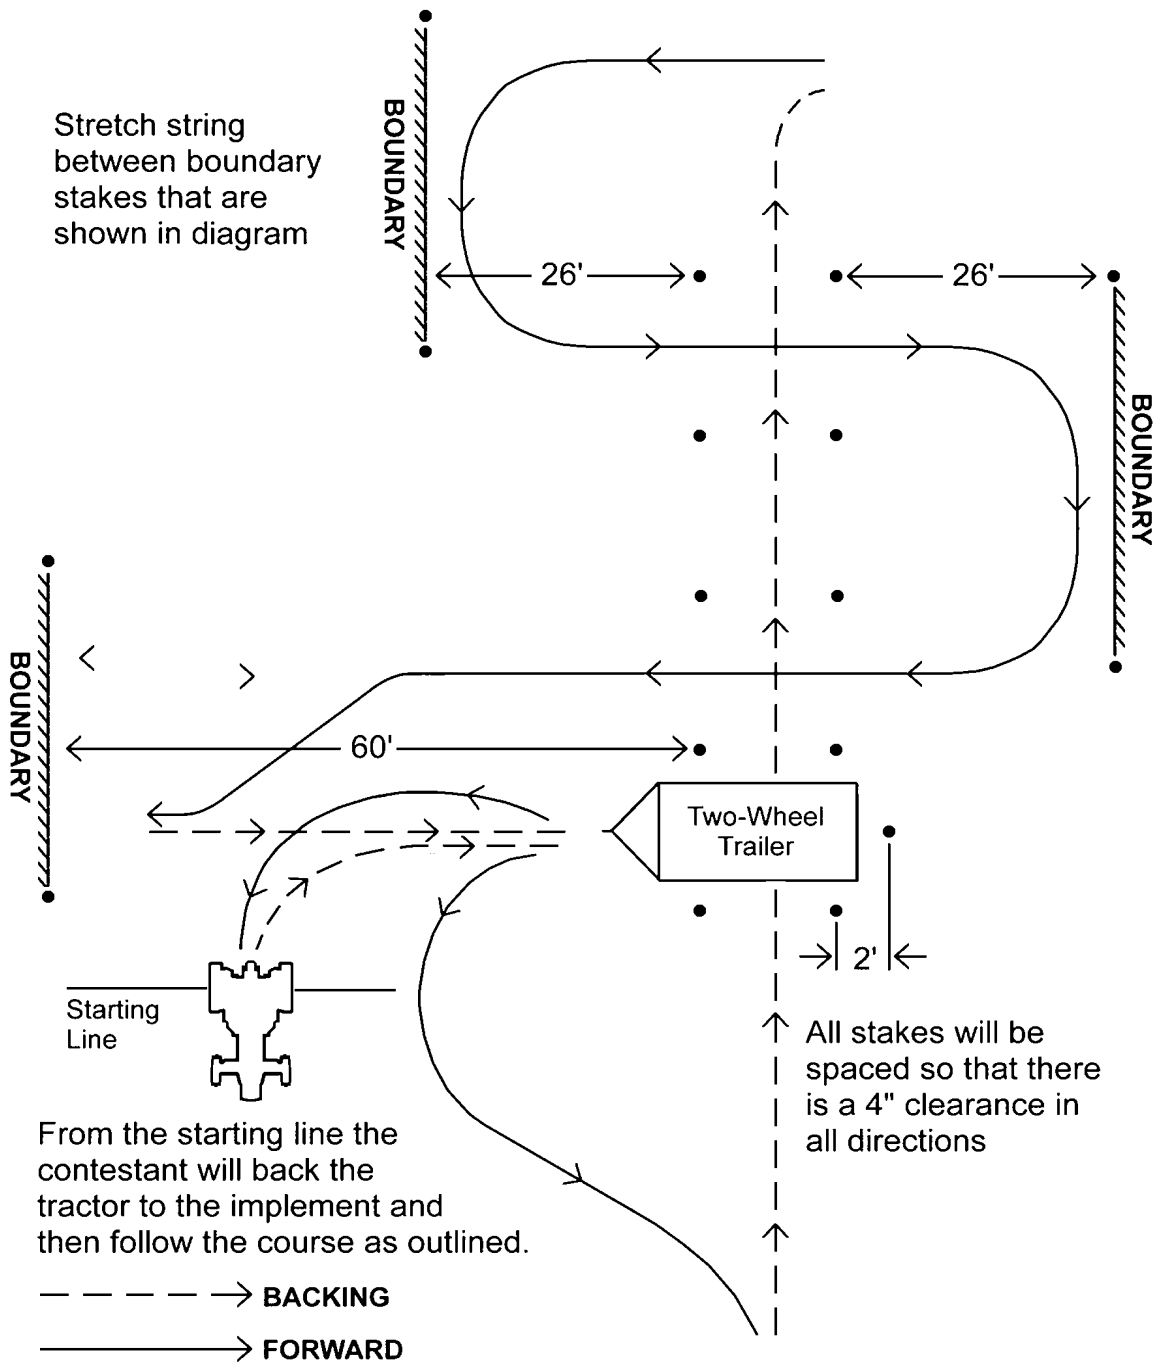 Stretch string
between boundary
stakes that are
shown in diagram
BOUNDARY
26'
26'
BOUNDARY
BOUNDARY
60'
Two-Wheel
Trailer
2'
Starting
Line
All stakes will be
spaced so that there
is a 4" clearance in
all directions
From the starting line the
contestant will back the
tractor to the implement and
then follow the course as outlined.
BACKING
FORWARD